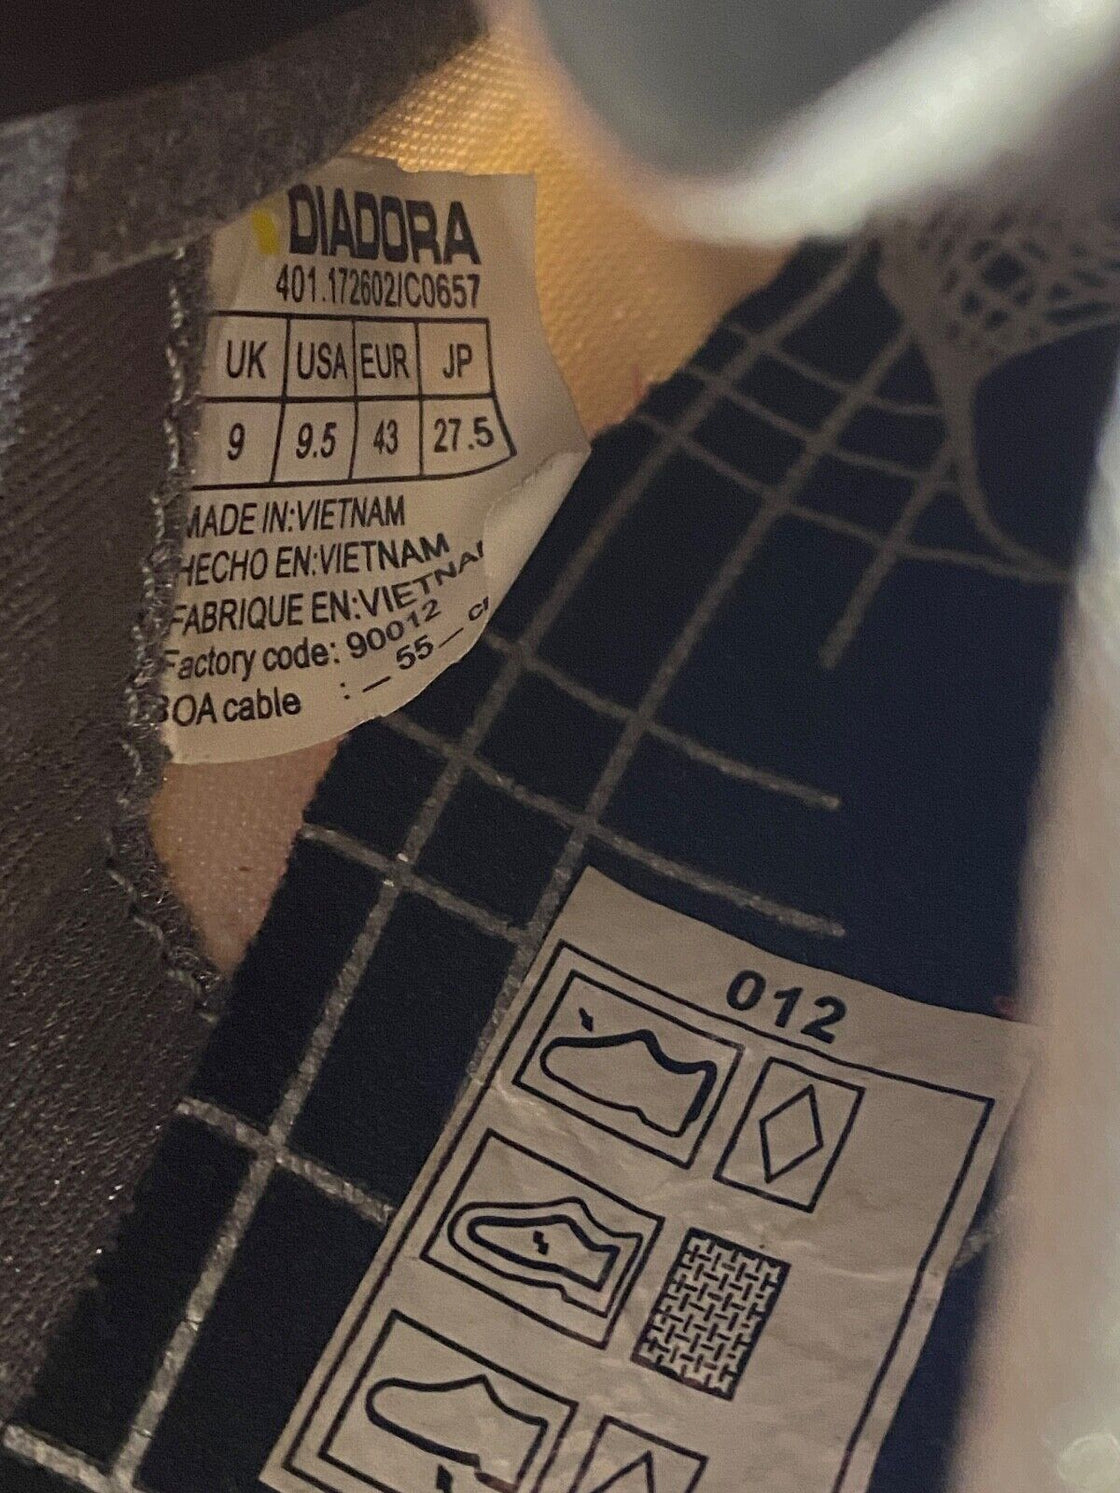 DIADORA
401.172602/C0657
UK USA EUR JP
9 9.5 43 27.5
MADE IN:VIETNAM
HECHO EN:VIETNAM
FABRIQUE EN:VIETNA
Factory code: 90012
BOA cable : — 55 — c
012